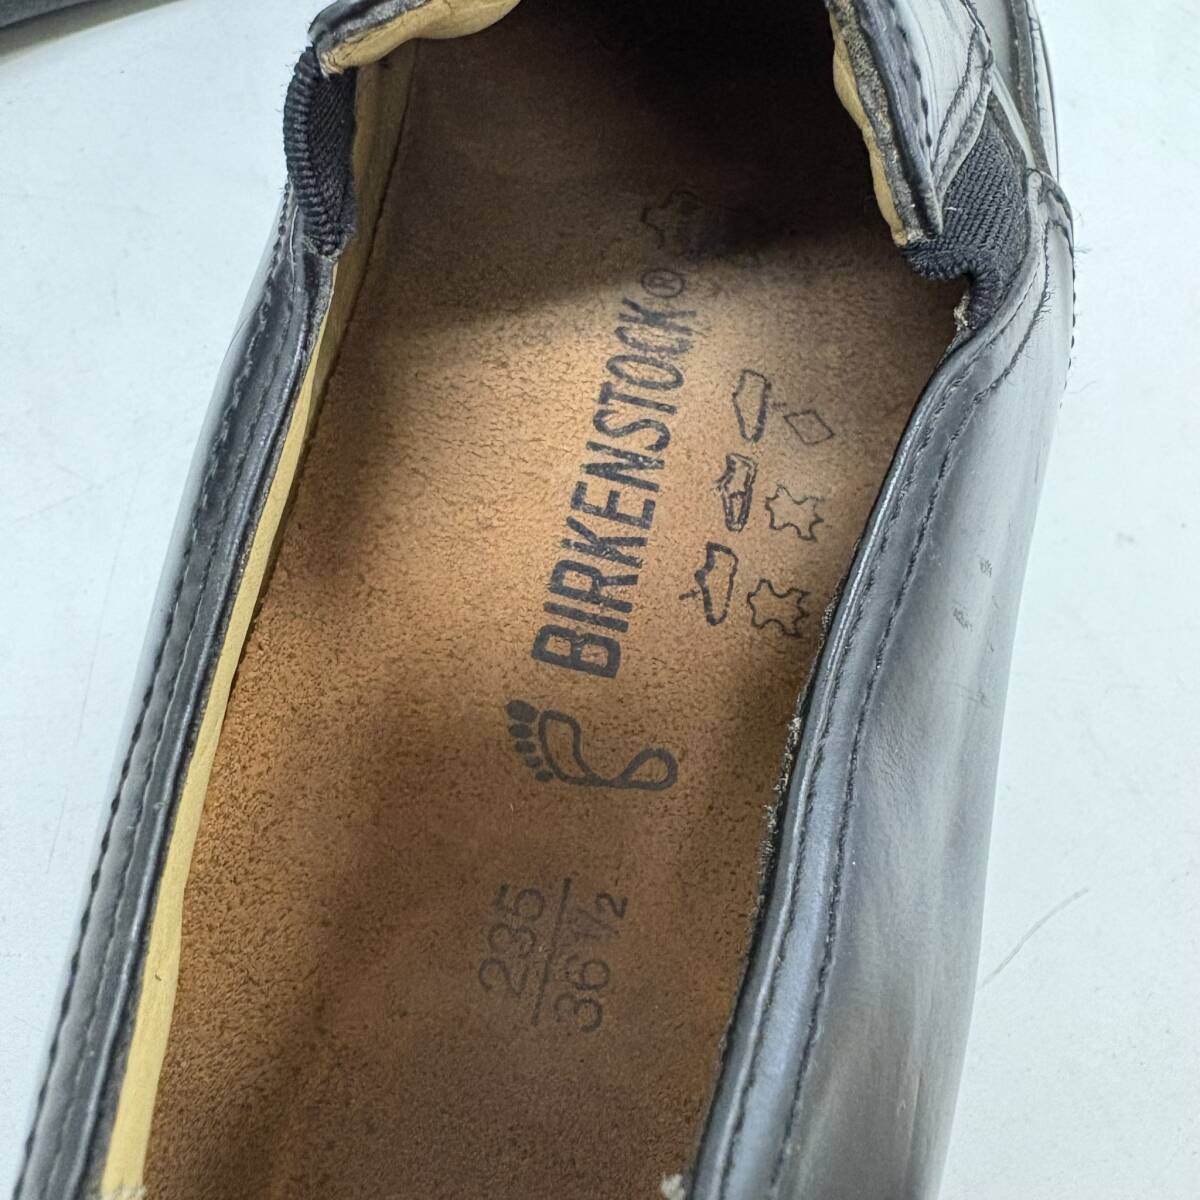 BIRKENSTOCK®
235
36 1/2